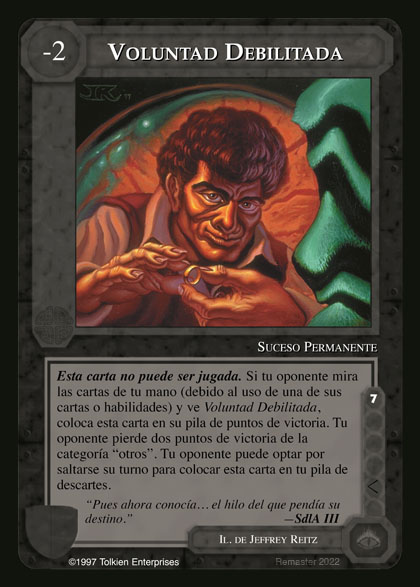 -2
VOLUNTAD DEBILITADA
JR 97
SUCESO PERMANENTE
Esta carta no puede ser jugada. Si tu oponente mira
las cartas de tu mano (debido al uso de una de sus
cartas o habilidades) y ve Voluntad Debilitada,
coloca esta carta en su pila de puntos de victoria. Tu
oponente pierde dos puntos de victoria de la
categoría “otros”. Tu oponente puede optar por
saltarse su turno para colocar esta carta en tu pila de
descartes.
7
“Pues ahora conocía… el hilo del que pendía su
destino.” –SdlA III
IL. DE JEFFREY REITZ
©1997 Tolkien Enterprises
Remaster 2022